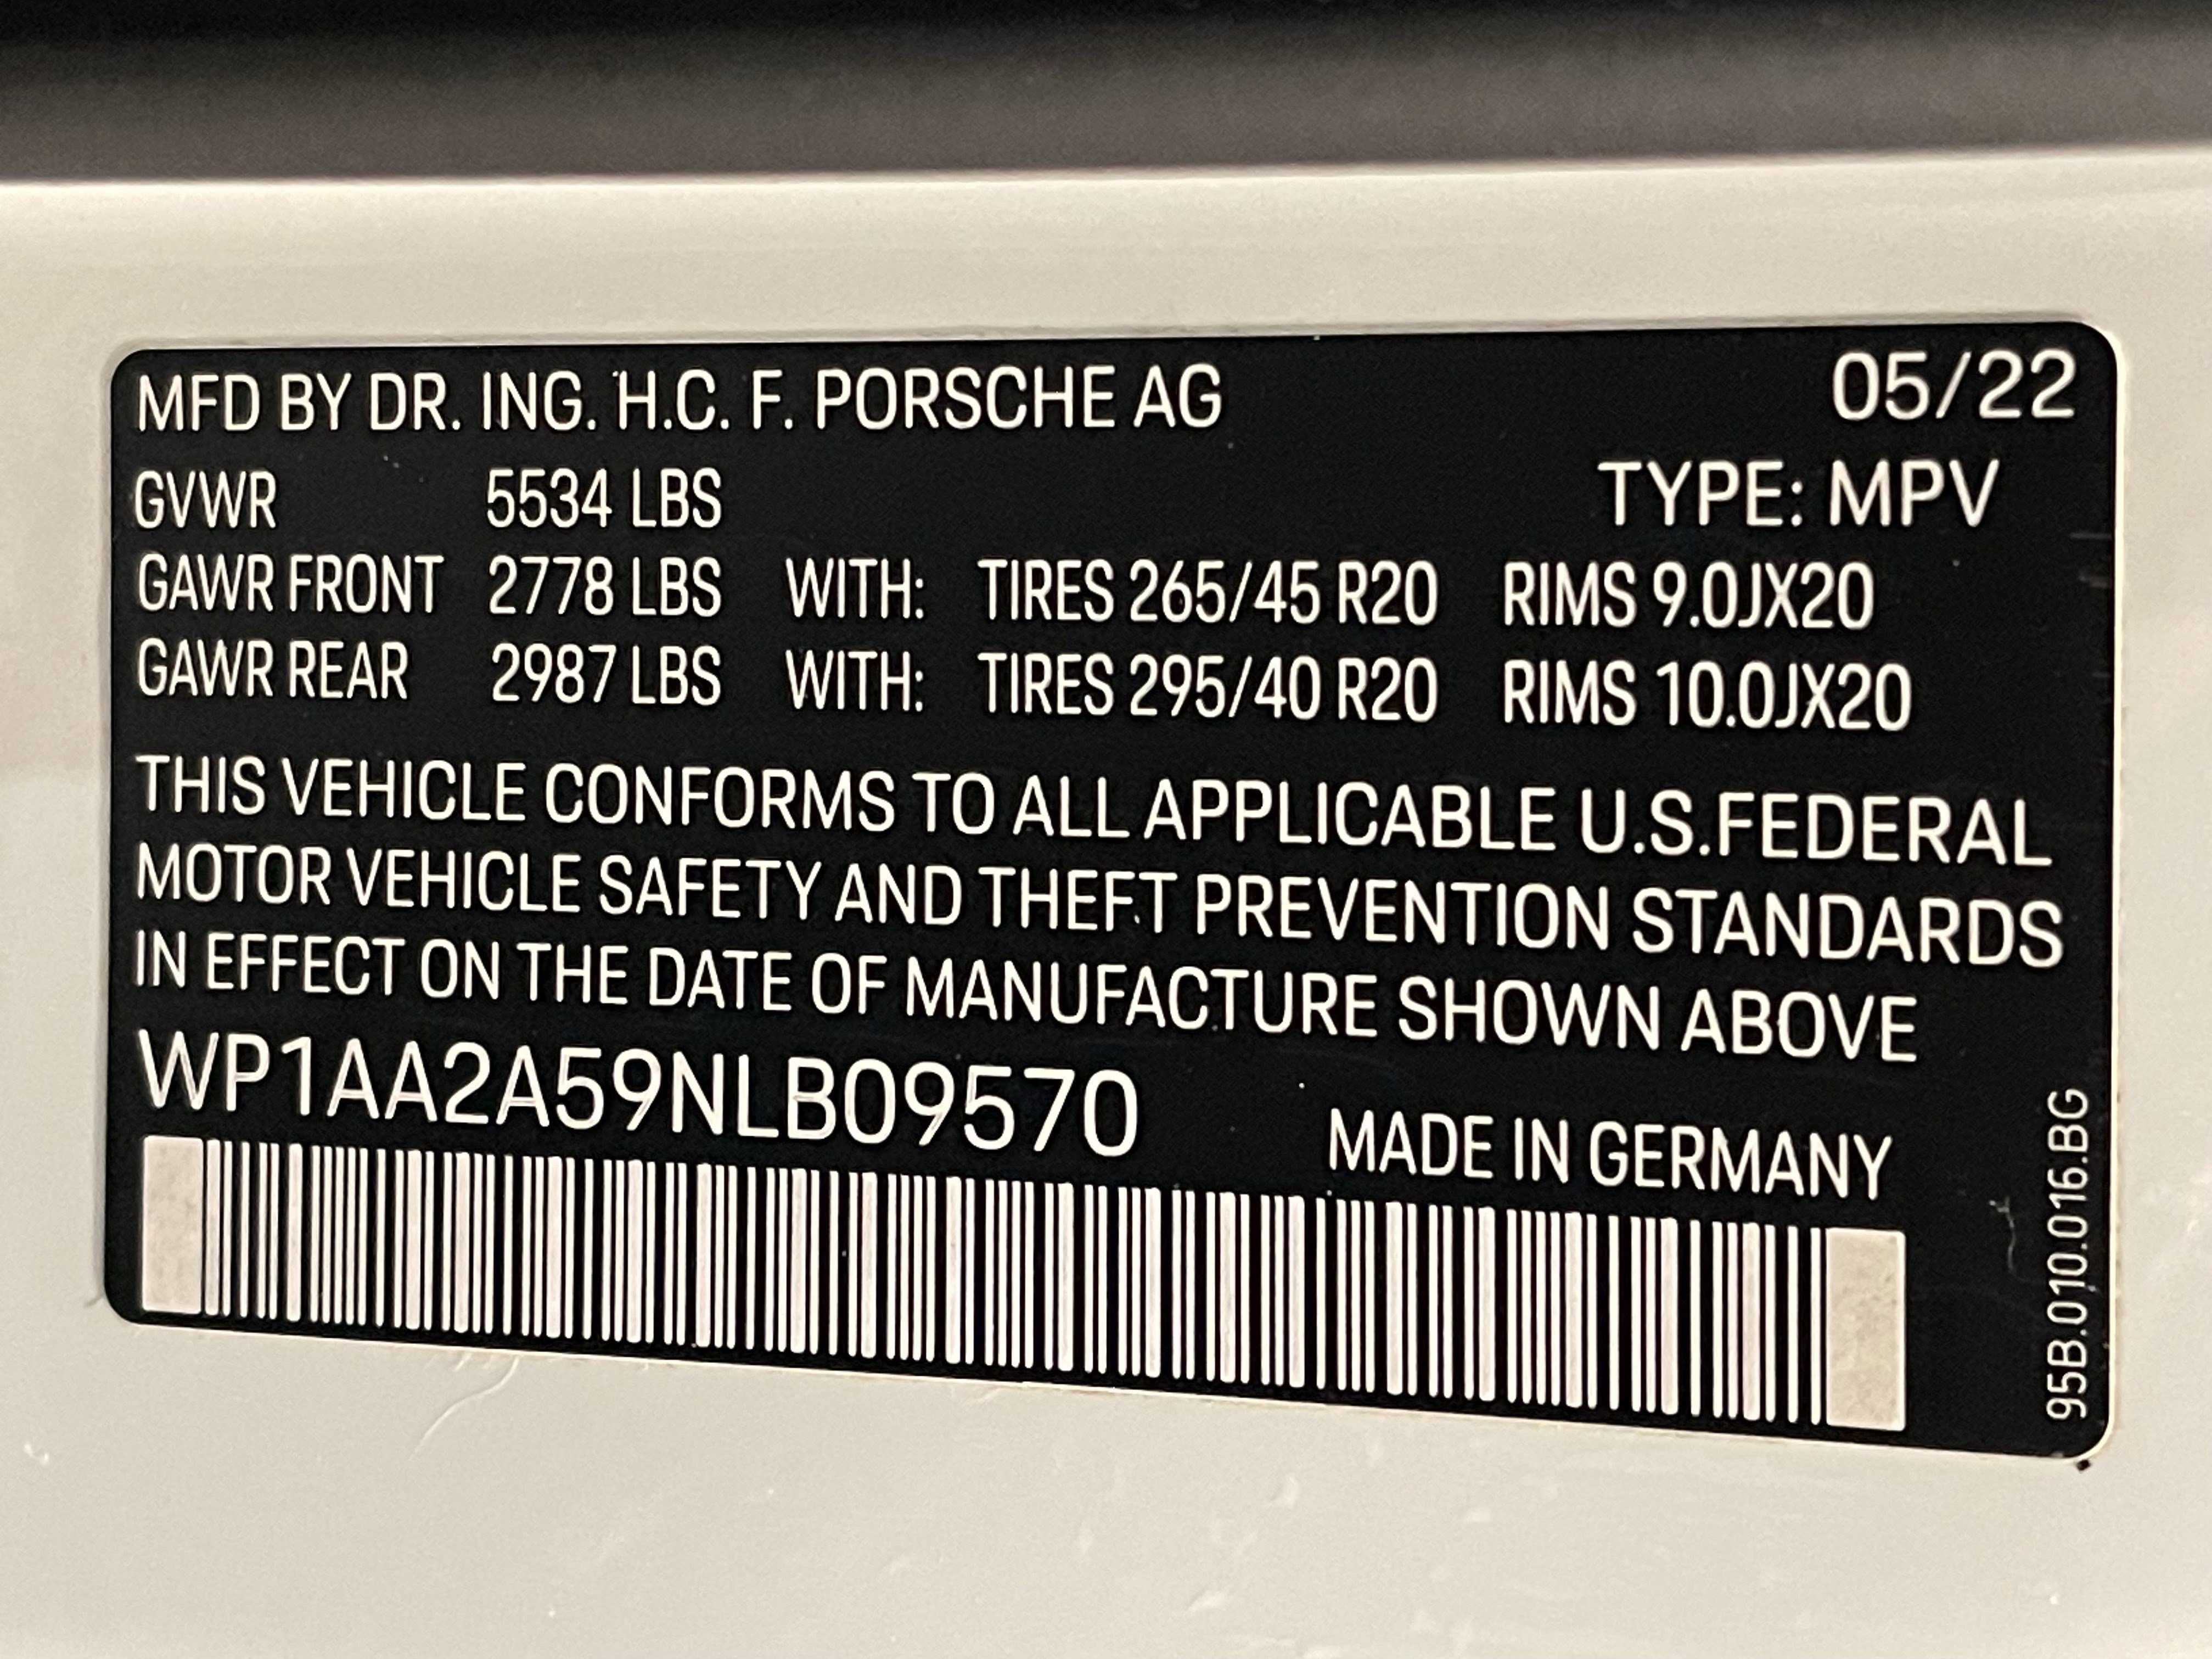 MFD BY DR. ING. H.C. F. PORSCHE AG 05/22
GVWR 5534 LBS TYPE: MPV
GAWR FRONT 2778 LBS WITH: TIRES 265/45 R20 RIMS 9.0JX20
GAWR REAR 2987 LBS WITH: TIRES 295/40 R20 RIMS 10.0JX20
THIS VEHICLE CONFORMS TO ALL APPLICABLE U.S.FEDERAL
MOTOR VEHICLE SAFETY AND THEFT PREVENTION STANDARDS
IN EFFECT ON THE DATE OF MANUFACTURE SHOWN ABOVE
WP1AA2A59NLB09570
MADE IN GERMANY
95B.010.016.BG